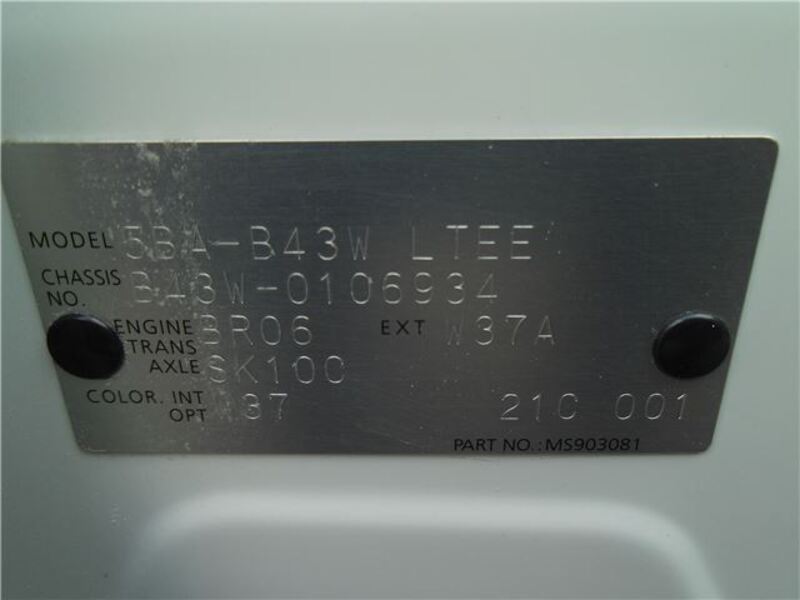 MODEL 5BA-B43W LTEE
CHASSIS NO. B43W-0106934
ENGINE BR06 EXT W37A
TRANS AXLE SK10C
COLOR. INT 37 21C 001
OPT
PART NO.: MS903081